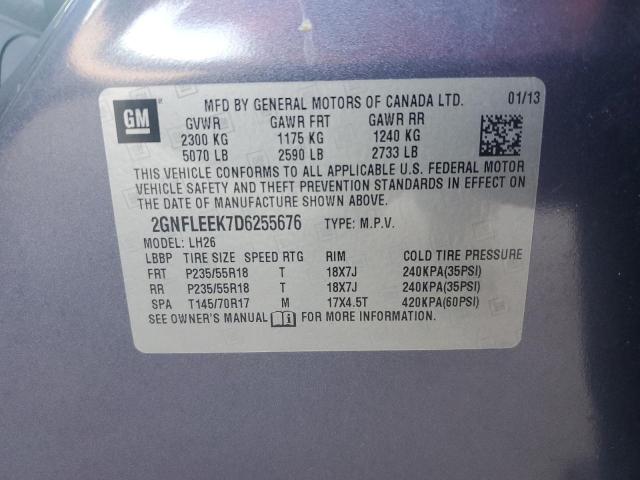 GM ®
MFD BY GENERAL MOTORS OF CANADA LTD. 01/13
GVWR GAWR FRT GAWR RR
2300 KG 1175 KG 1240 KG
5070 LB 2590 LB 2733 LB
THIS VEHICLE CONFORMS TO ALL APPLICABLE U.S. FEDERAL MOTOR
VEHICLE SAFETY AND THEFT PREVENTION STANDARDS IN EFFECT ON
THE DATE OF MANUFACTURE SHOWN ABOVE.
2GNFLEEK7D6255676 TYPE: M.P.V.
MODEL: LH26
LBBP TIRE SIZE SPEED RTG RIM COLD TIRE PRESSURE
FRT P235/55R18 T 18X7J 240KPA(35PSI)
RR P235/55R18 T 18X7J 240KPA(35PSI)
SPA T145/70R17 M 17X4.5T 420KPA(60PSI)
SEE OWNER'S MANUAL FOR MORE INFORMATION.